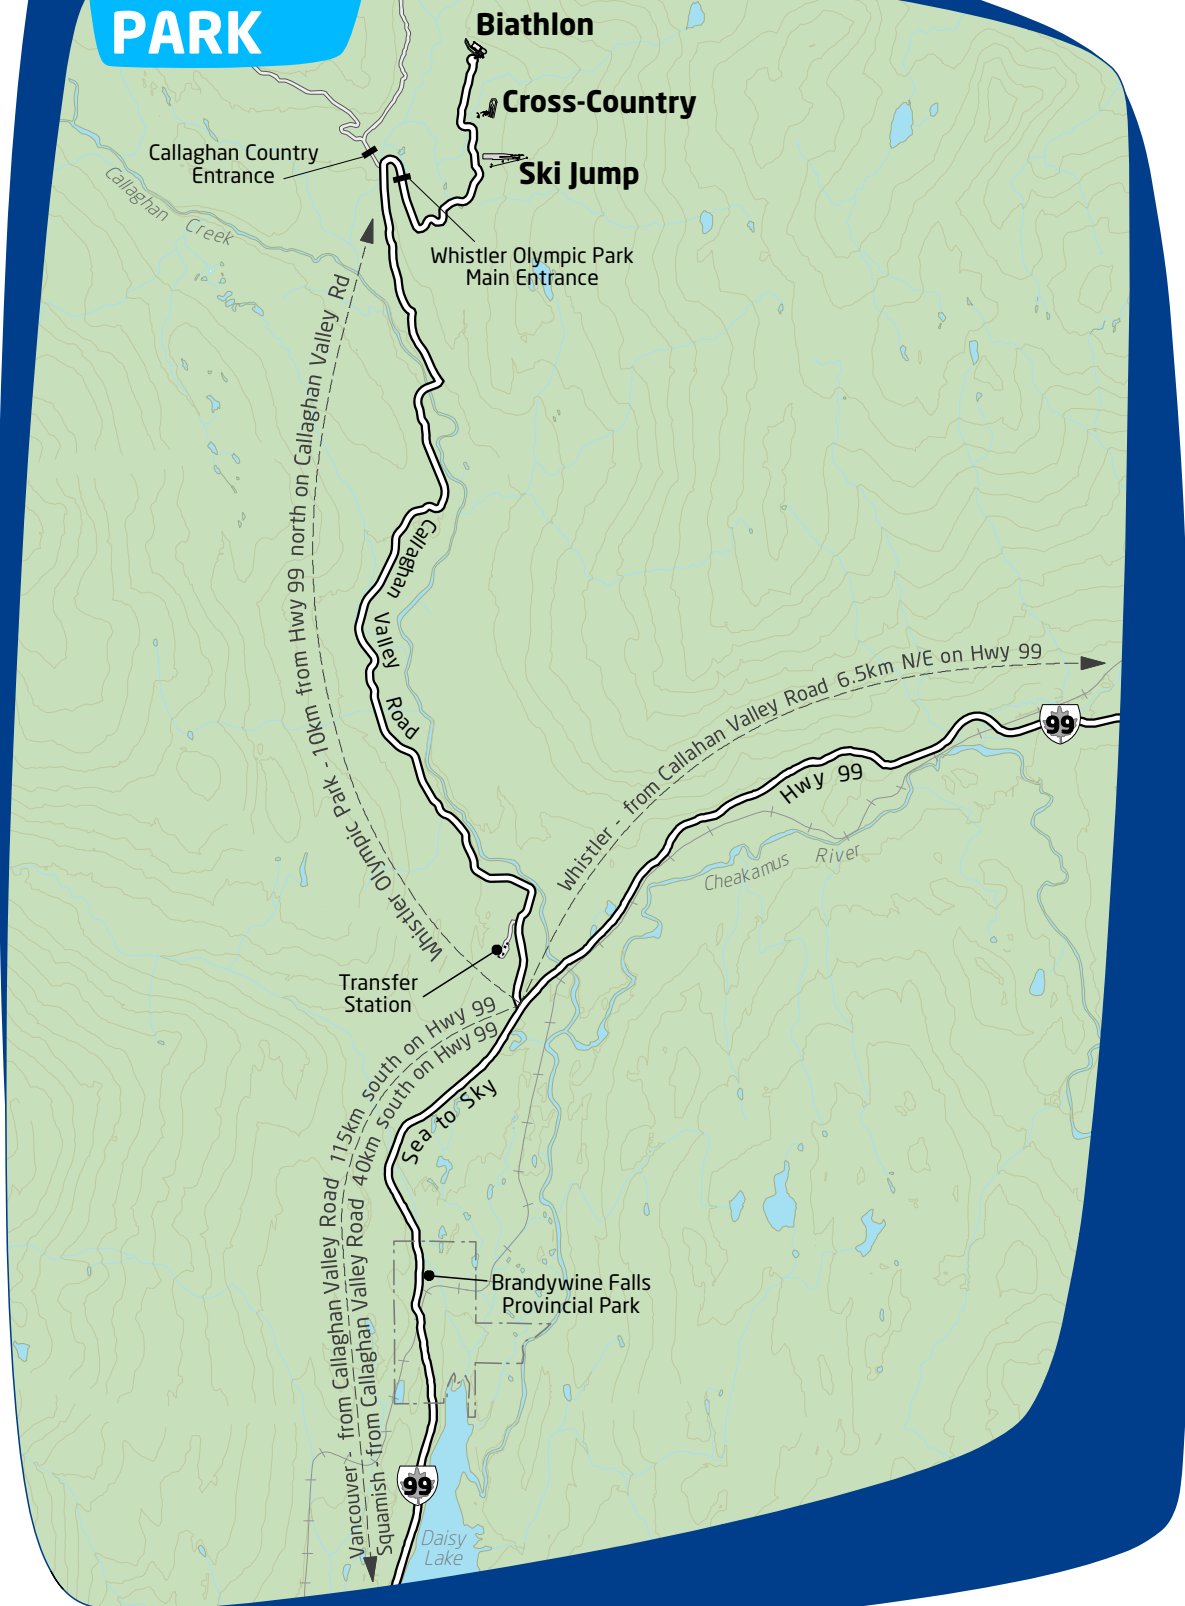 PARK
Biathlon
Cross-Country
Ski Jump
Callaghan Country
Entrance
Callaghan Creek
Whistler Olympic Park
Main Entrance
Whistler Olympic Park - 10km from Hwy 99 north on Callaghan Valley Rd
Callaghan Valley Road
Whistler - from Callahan Valley Road 6.5km N/E on Hwy 99
99
Hwy 99
Cheakamus River
Transfer
Station
Vancouver - from Callaghan Valley Road 115km south on Hwy 99
Squamish - from Callaghan Valley Road 40km south on Hwy 99
Sea to Sky
Brandywine Falls
Provincial Park
99
Daisy
Lake